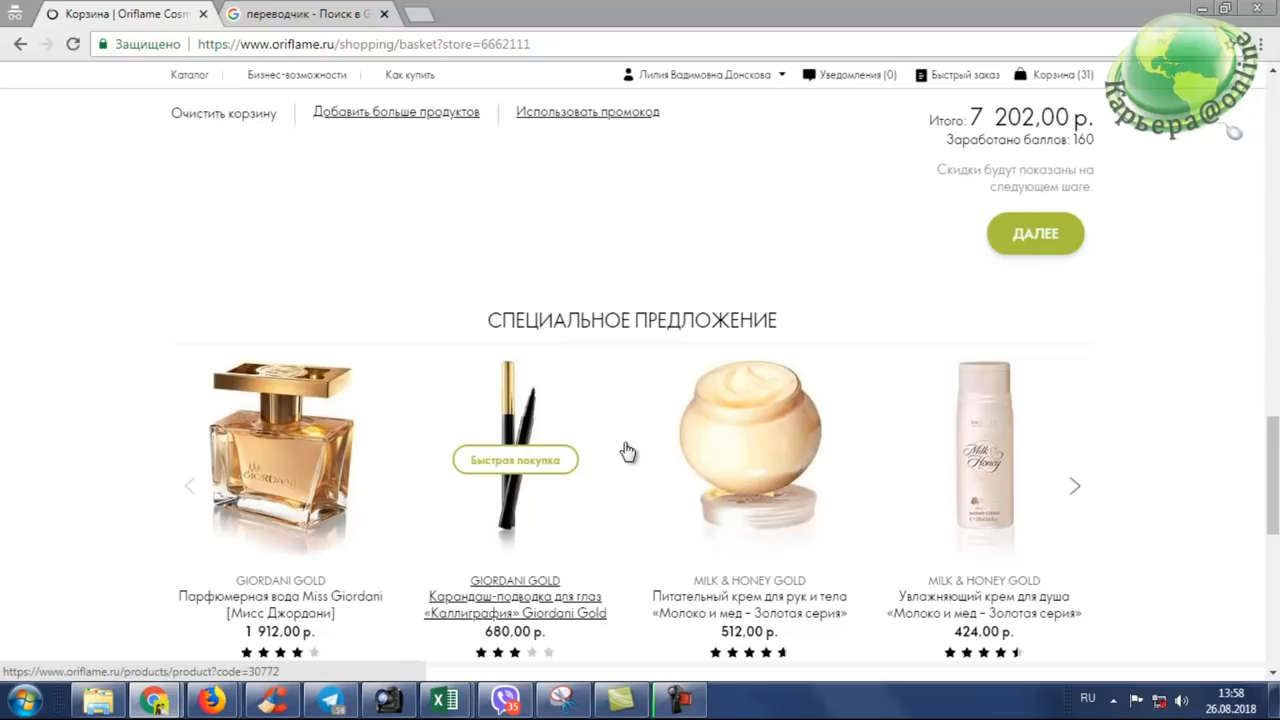 Корзина | Oriflame Cosm
переводчик - Поиск в G
Защищено
https://www.oriflame.ru/shopping/basket?store=6662111
Каталог
Бизнес-возможности
Как купить
Лилия Вадимовна Донскова
Уведомления (0)
Быстрый заказ
Корзина (31)
Карьера@online
Очистить корзину
Добавить больше продуктов
Использовать промокод
Итого: 7 202,00 р.
Заработано баллов: 160
Скидки будут показаны на
следующем шаге.
ДАЛЕЕ
СПЕЦИАЛЬНОЕ ПРЕДЛОЖЕНИЕ
GIORDANI
Быстрая покупка
Milk &
Honey
GIORDANI GOLD
Парфюмерная вода Miss Giordani
[Мисс Джордани]
1 912,00 р.
GIORDANI GOLD
Карандаш-подводка для глаз
«Каллиграфия» Giordani Gold
680,00 р.
MILK & HONEY GOLD
Питательный крем для рук и тела
«Молоко и мед – Золотая серия»
512,00 р.
MILK & HONEY GOLD
Увлажняющий крем для душа
«Молоко и мед – Золотая серия»
424,00 р.
https://www.oriflame.ru/products/product?code=30772
35
RU
13:58
26.08.2018